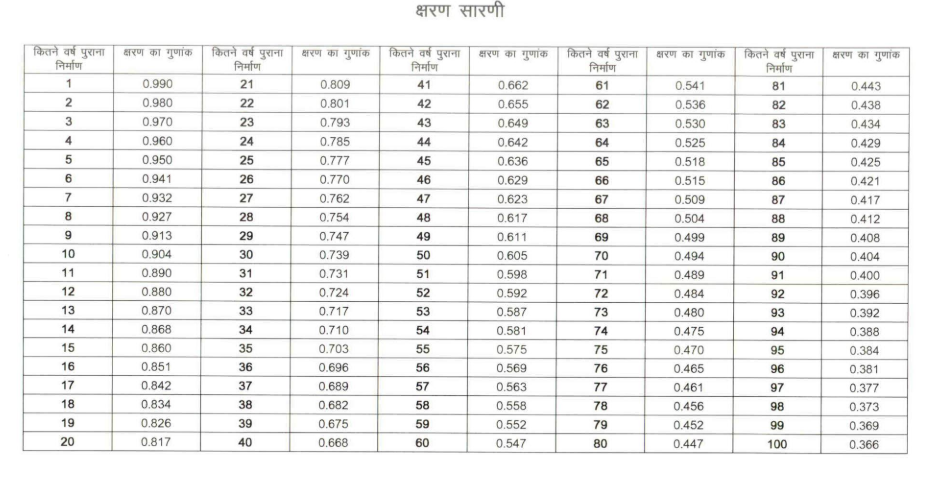 क्षरण सारणी
कितने वर्ष पुराना निर्माण क्षरण का गुणांक कितने वर्ष पुराना निर्माण क्षरण का गुणांक कितने वर्ष पुराना निर्माण क्षरण का गुणांक कितने वर्ष पुराना निर्माण क्षरण का गुणांक कितने वर्ष पुराना निर्माण क्षरण का गुणांक
1 0.990 21 0.809 41 0.662 61 0.541 81 0.443
2 0.980 22 0.801 42 0.655 62 0.536 82 0.438
3 0.970 23 0.793 43 0.649 63 0.530 83 0.434
4 0.960 24 0.785 44 0.642 64 0.525 84 0.429
5 0.950 25 0.777 45 0.636 65 0.518 85 0.425
6 0.941 26 0.770 46 0.629 66 0.515 86 0.421
7 0.932 27 0.762 47 0.623 67 0.509 87 0.417
8 0.927 28 0.754 48 0.617 68 0.504 88 0.412
9 0.913 29 0.747 49 0.611 69 0.499 89 0.408
10 0.904 30 0.739 50 0.605 70 0.494 90 0.404
11 0.890 31 0.731 51 0.598 71 0.489 91 0.400
12 0.880 32 0.724 52 0.592 72 0.484 92 0.396
13 0.870 33 0.717 53 0.587 73 0.480 93 0.392
14 0.868 34 0.710 54 0.581 74 0.475 94 0.388
15 0.860 35 0.703 55 0.575 75 0.470 95 0.384
16 0.851 36 0.696 56 0.569 76 0.465 96 0.381
17 0.842 37 0.689 57 0.563 77 0.461 97 0.377
18 0.834 38 0.682 58 0.558 78 0.456 98 0.373
19 0.826 39 0.675 59 0.552 79 0.452 99 0.369
20 0.817 40 0.668 60 0.547 80 0.447 100 0.366